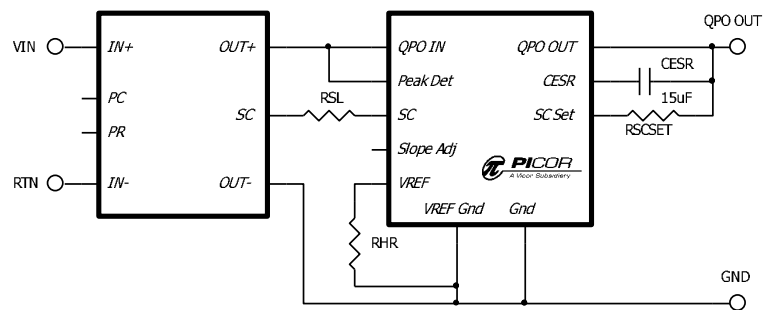 QPO OUT
VIN
IN+
OUT+
QPO IN
QPO OUT
CESR
Peak Det
CESR
PC
RSL
15uF
SC
SC
SC Set
PR
RSCSET
Slope Adj
PICOR
A Vicor Subsidiary
RTN
IN-
OUT-
VREF
VREF Gnd
Gnd
RHR
GND